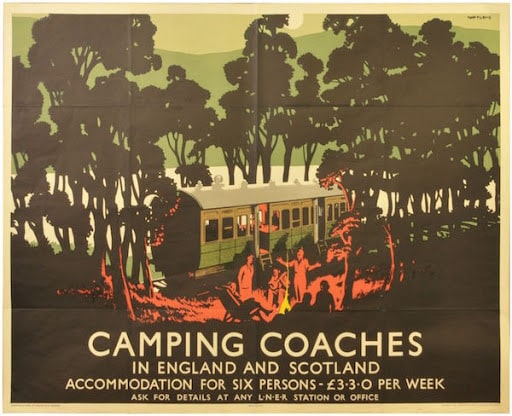 CAMPING COACHES
IN ENGLAND AND SCOTLAND
ACCOMMODATION FOR SIX PERSONS - £3·3·0 PER WEEK
ASK FOR DETAILS AT ANY L·N·E·R STATION OR OFFICE